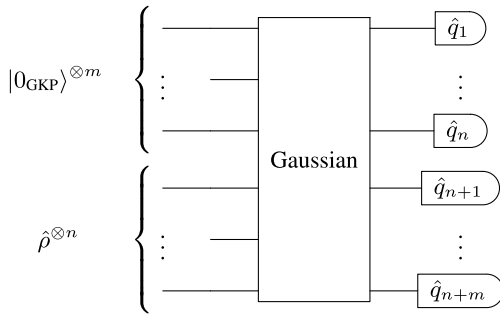 |0_GKP⟩^⊗m
q̂_1
⋮
⋮
q̂_n
Gaussian
q̂_{n+1}
ρ̂^⊗n
⋮
⋮
q̂_{n+m}